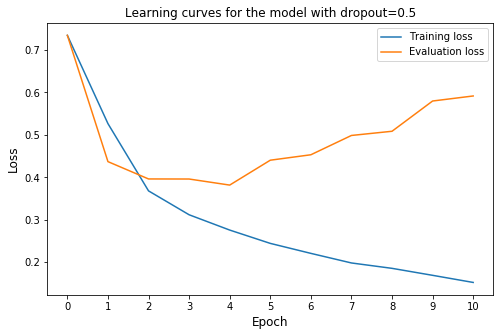 Learning curves for the model with dropout=0.5
Training loss
Evaluation loss
Loss
0.7
0.6
0.5
0.4
0.3
0.2
0 1 2 3 4 5 6 7 8 9 10
Epoch